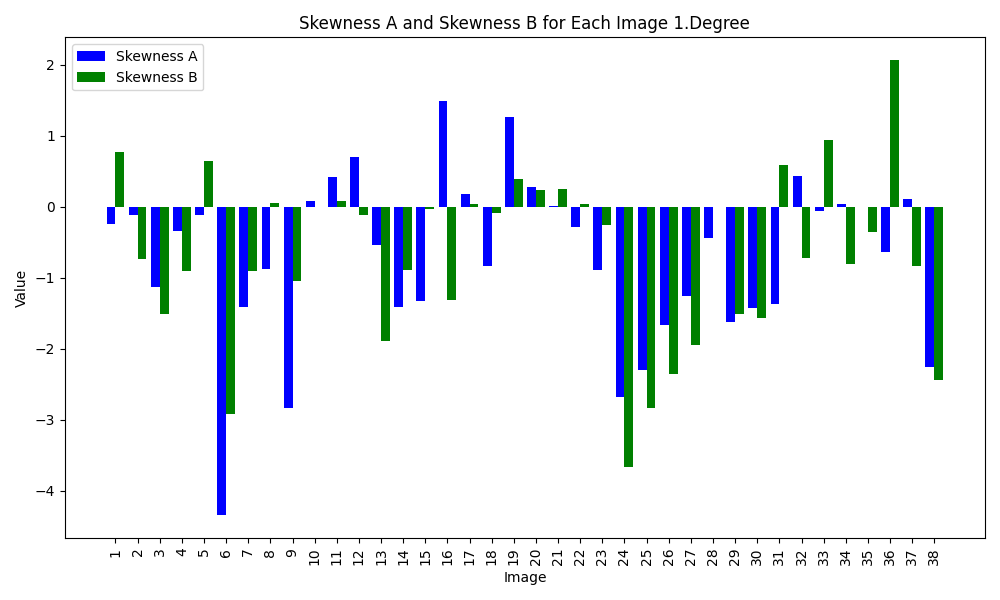 Skewness A and Skewness B for Each Image 1.Degree
Skewness A
Skewness B
Value
2
1
0
−1
−2
−3
−4
1 2 3 4 5 6 7 8 9 10 11 12 13 14 15 16 17 18 19 20 21 22 23 24 25 26 27 28 29 30 31 32 33 34 35 36 37 38
Image